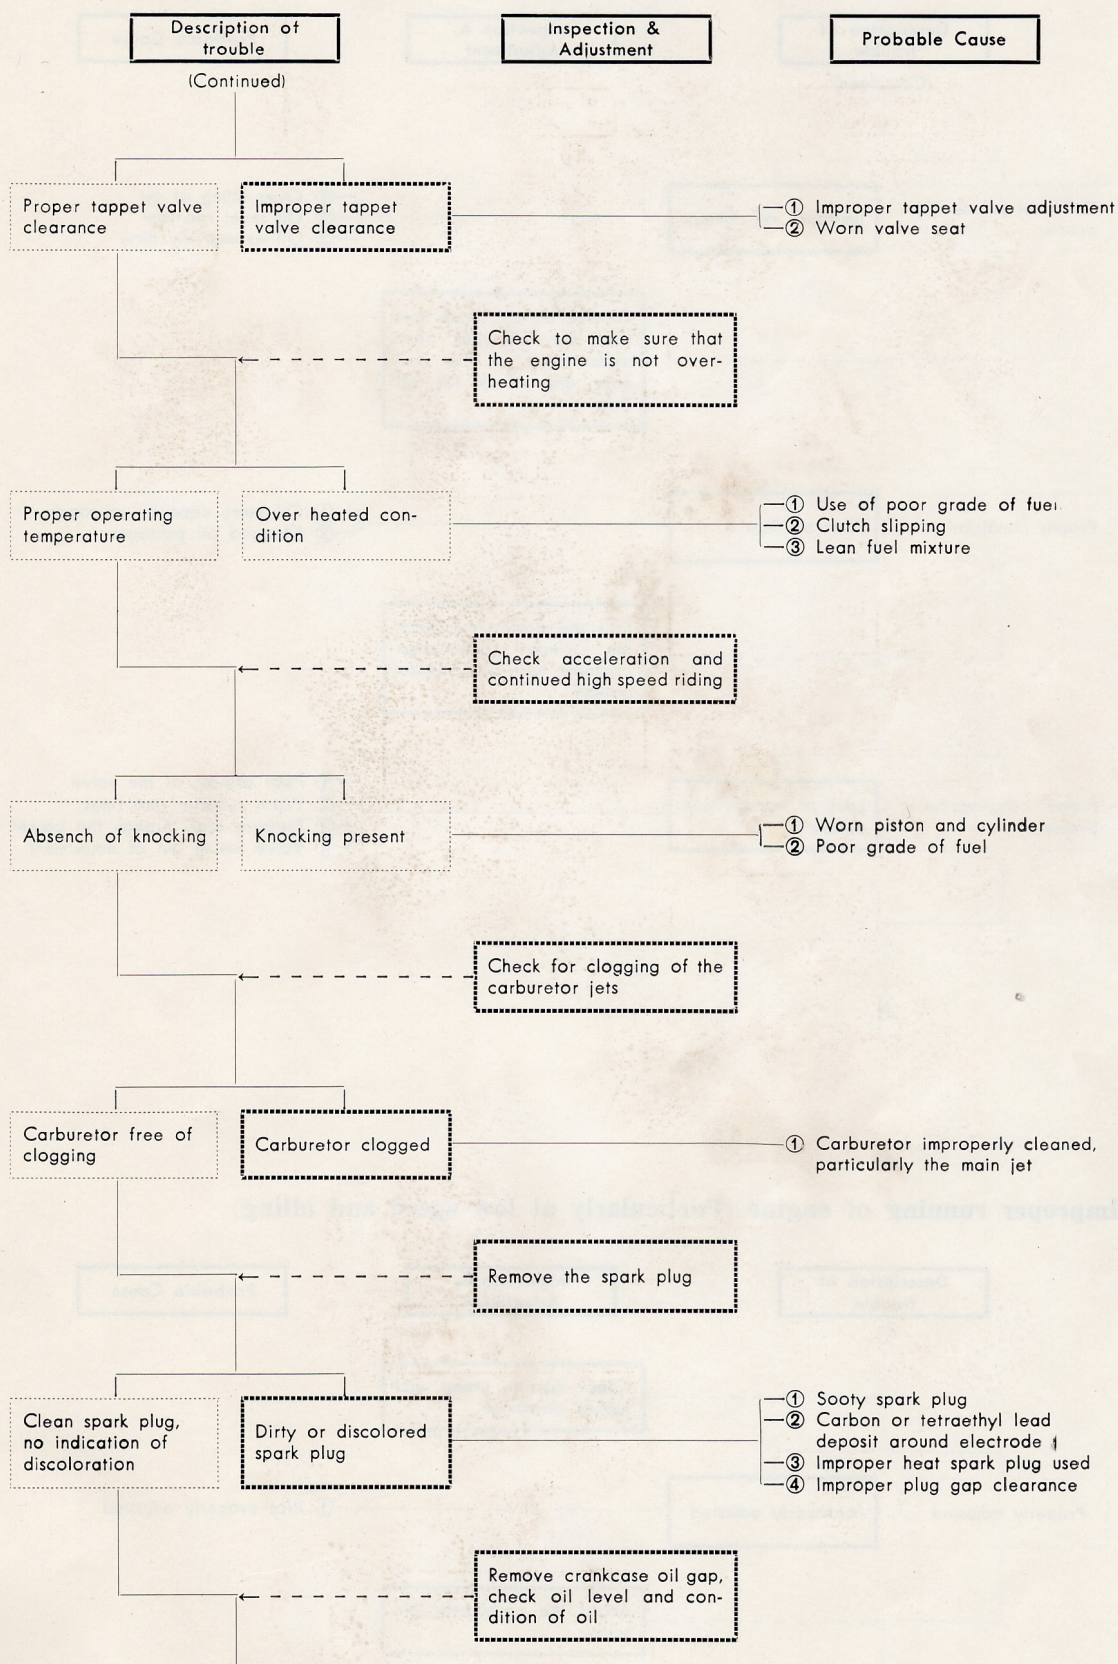 Description of
trouble
Inspection &
Adjustment
Probable Cause
(Continued)
Proper tappet valve
clearance
Improper tappet
valve clearance
① Improper tappet valve adjustment
② Worn valve seat
Check to make sure that
the engine is not over-
heating
Proper operating
temperature
Over heated con-
dition
① Use of poor grade of fuel
② Clutch slipping
③ Lean fuel mixture
Check acceleration and
continued high speed riding
Absench of knocking
Knocking present
① Worn piston and cylinder
② Poor grade of fuel
Check for clogging of the
carburetor jets
Carburetor free of
clogging
Carburetor clogged
① Carburetor improperly cleaned,
particularly the main jet
Remove the spark plug
Clean spark plug,
no indication of
discoloration
Dirty or discolored
spark plug
① Sooty spark plug
② Carbon or tetraethyl lead
deposit around electrode
③ Improper heat spark plug used
④ Improper plug gap clearance
Remove crankcase oil gap,
check oil level and con-
dition of oil